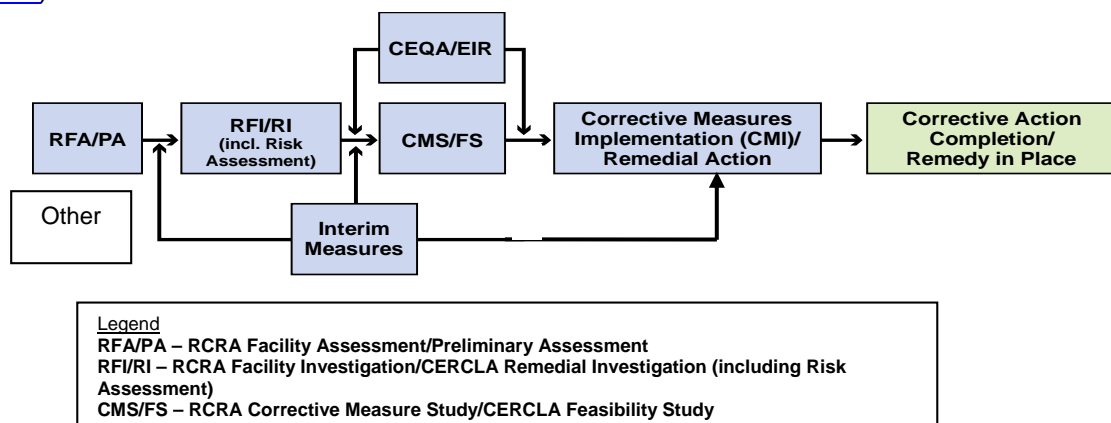 CEQA/EIR
RFA/PA
RFI/RI
(incl. Risk
Assessment)
CMS/FS
Corrective Measures
Implementation (CMI)/
Remedial Action
Corrective Action
Completion/
Remedy in Place
Other
Interim
Measures
Legend
RFA/PA – RCRA Facility Assessment/Preliminary Assessment
RFI/RI – RCRA Facility Investigation/CERCLA Remedial Investigation (including Risk
Assessment)
CMS/FS – RCRA Corrective Measure Study/CERCLA Feasibility Study